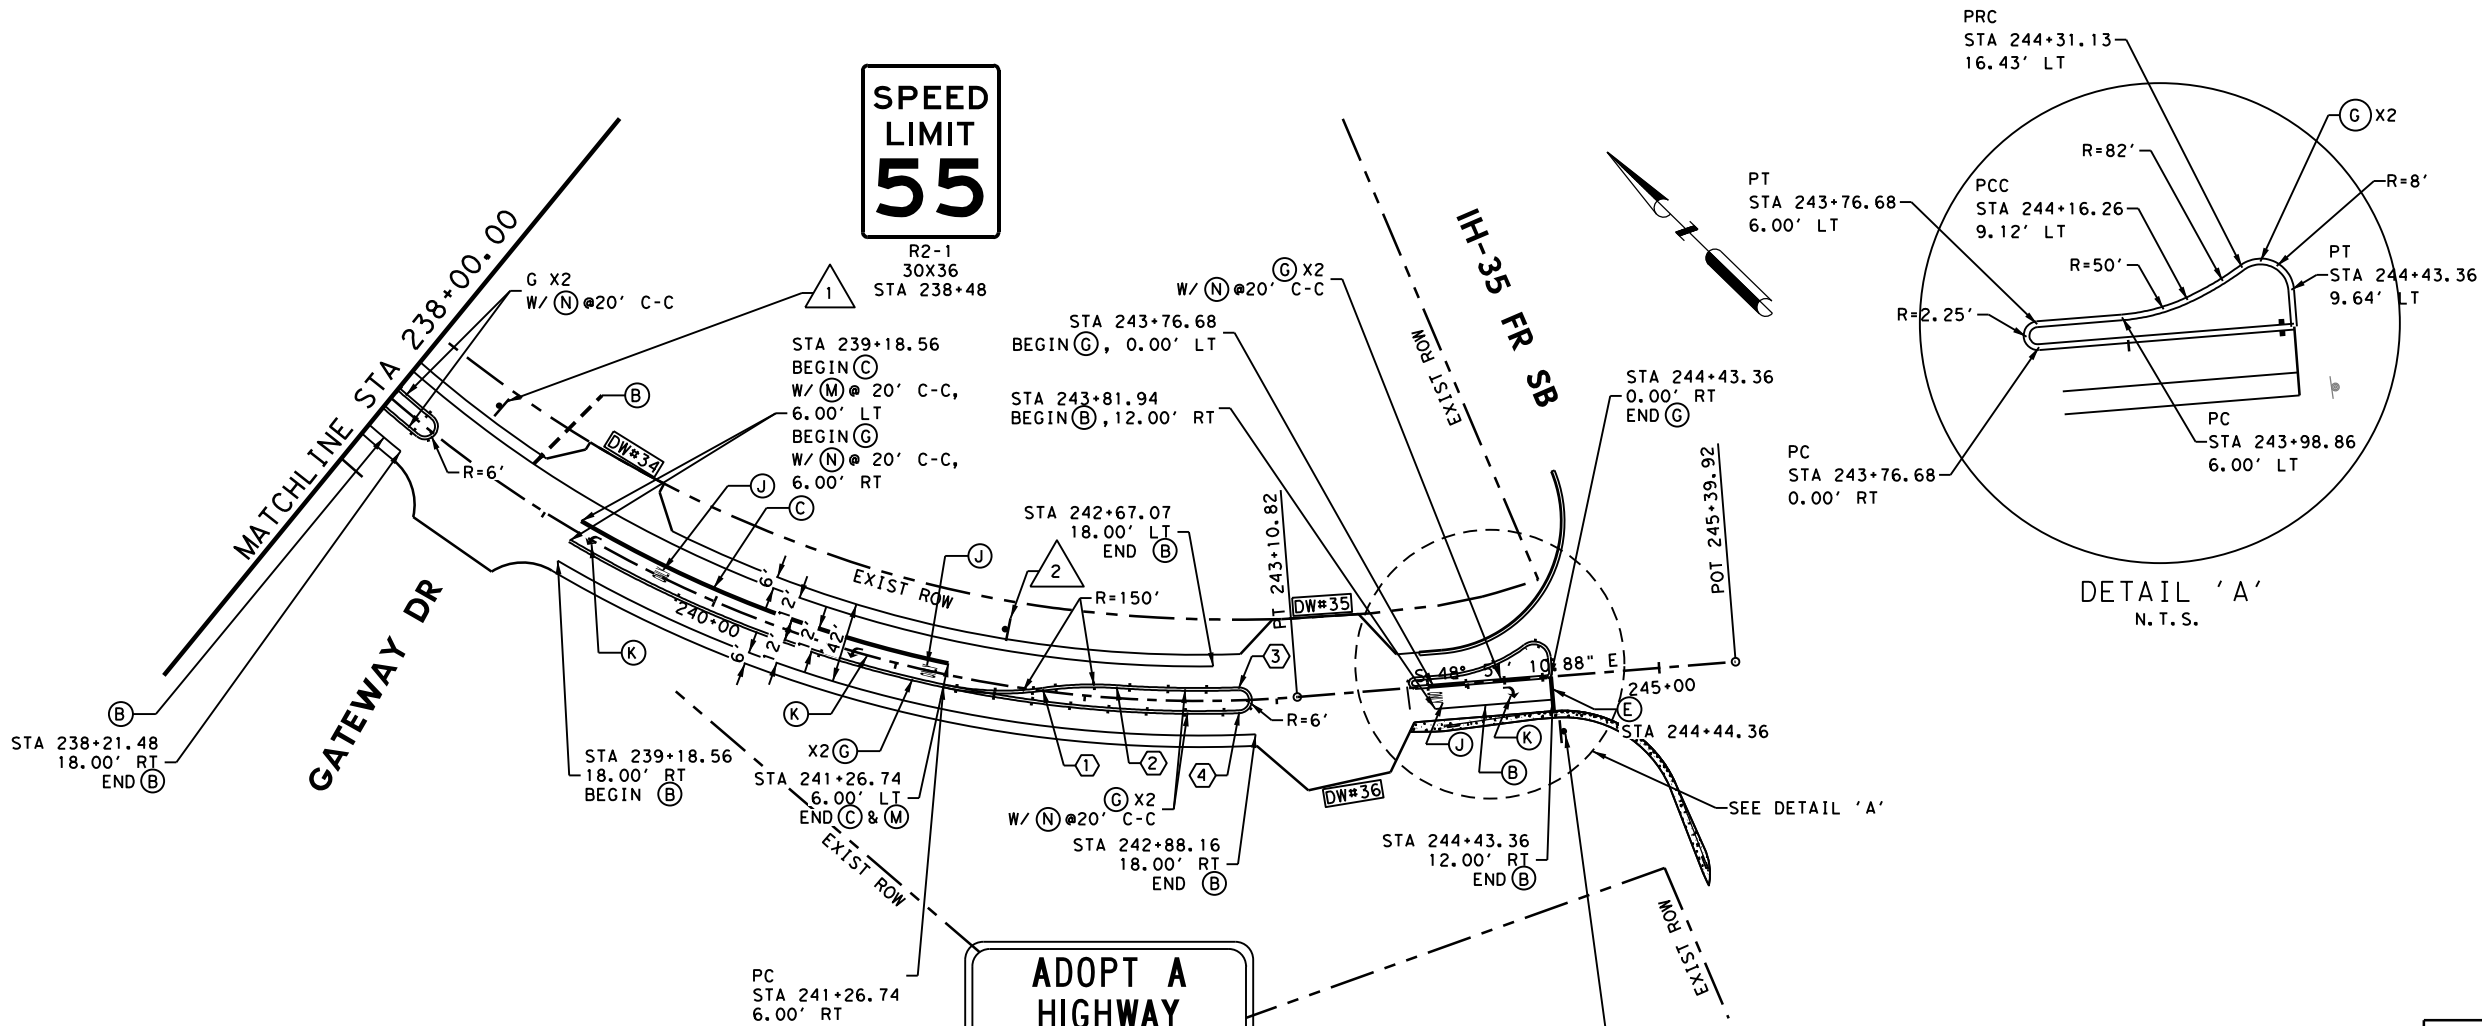 PRC
STA 244+31.13
16.43' LT
G X2
R=82'
R=8'
PT
STA 243+76.68
6.00' LT
PCC
STA 244+16.26
9.12' LT
R=50'
PT
STA 244+43.36
9.64' LT
R=2.25'
PC
STA 243+98.86
6.00' LT
PC
STA 243+76.68
0.00' RT
DETAIL 'A'
N.T.S.
SPEED
LIMIT
55
R2-1
30X36
STA 238+48
1
MATCHLINE STA 238+00.00
G X2
W/ N @20' C-C
B
DW#34
R=6'
STA 239+18.56
BEGIN C
W/ M @ 20' C-C,
6.00' LT
BEGIN G
W/ N @ 20' C-C,
6.00' RT
J
C
G X2
W/ N @20' C-C
STA 243+76.68
BEGIN G, 0.00' LT
STA 243+81.94
BEGIN B, 12.00' RT
IH-35 FR SB
EXIST ROW
N
STA 244+43.36
0.00' RT
END G
POT 245+39.92
PT 243+10.82
STA 242+67.07
18.00' LT
END B
2
J
EXIST ROW
R=150'
DW#35
3
240+00
6'
12'
12'
42'
6'
12'
K
K
GATEWAY DR
B
STA 238+21.48
18.00' RT
END B
STA 239+18.56
18.00' RT
BEGIN B
X2 G
STA 241+26.74
6.00' LT
END C & M
1
2
4
R=6'
G X2
W/ N @20' C-C
STA 242+88.16
18.00' RT
END B
DW#36
10.88" E
245+00
E
STA 244+44.36
J
K
B
SEE DETAIL 'A'
STA 244+43.36
12.00' RT
END B
EXIST ROW
EXIST ROW
PC
STA 241+26.74
6.00' RT
ADOPT A
HIGHWAY